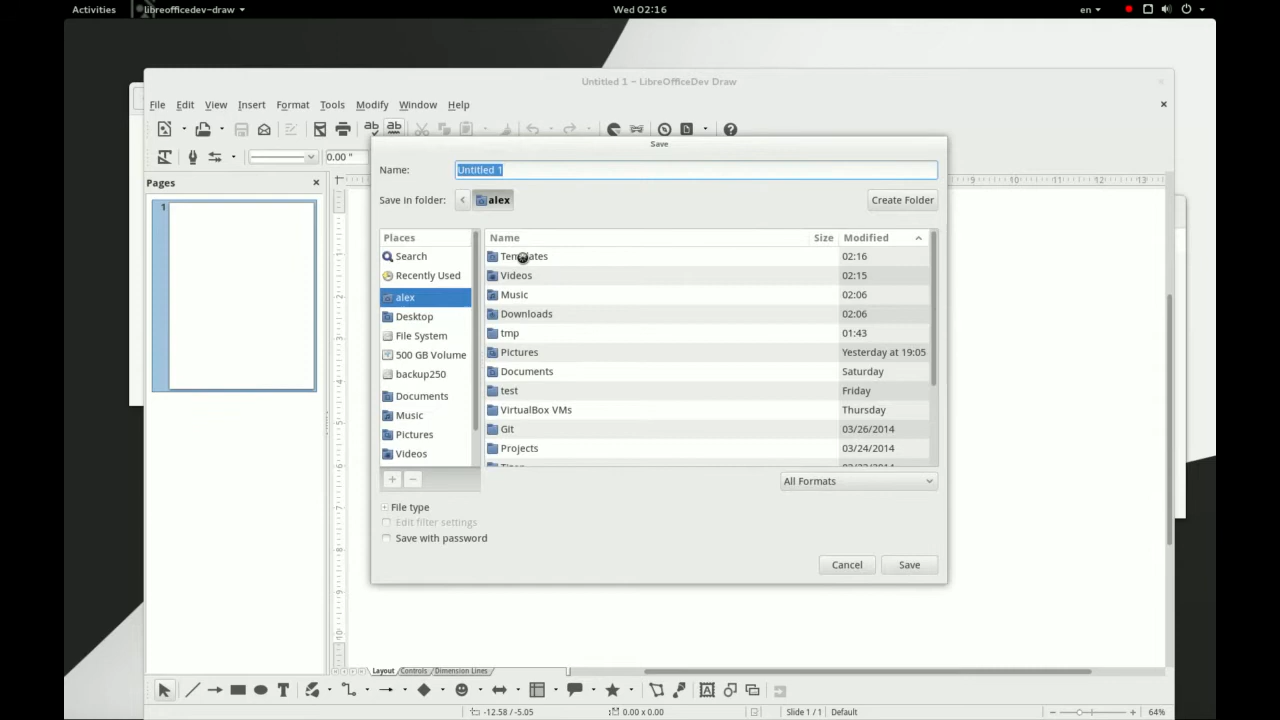 Activities libreofficedev-draw Wed 02:16 en
Untitled 1 - LibreOfficeDev Draw
File Edit View Insert Format Tools Modify Window Help
Save
0.00 "
Name: Untitled 1
Pages
Save in folder: alex Create Folder
10 11 12 13
Places Name Size Modified
1
Search Templates 02:16
Recently Used Videos 02:15
alex Music 02:06
Desktop Downloads 02:06
File System tmp 01:43
500 GB Volume Pictures Yesterday at 19:05
backup250 Documents Saturday
Documents test Friday
Music VirtualBox VMs Thursday
Pictures Git 03/26/2014
Videos Projects 03/24/2014
All Formats
File type
Edit filter settings
Save with password
Cancel Save
Layout Controls Dimension Lines
-12.58 / -5.05 0.00 x 0.00 Slide 1 / 1 Default 64%